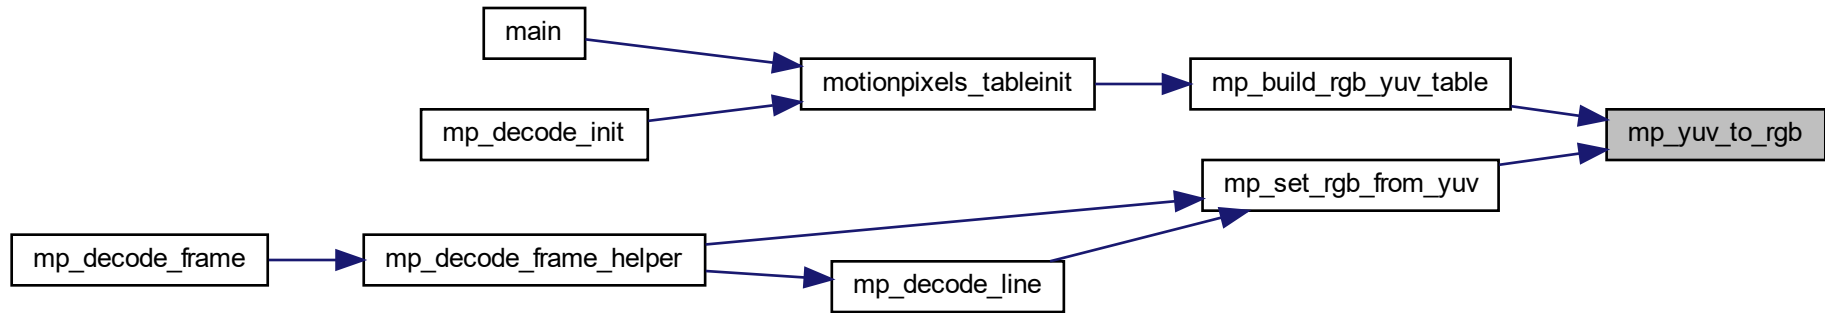 main
motionpixels_tableinit
mp_build_rgb_yuv_table
mp_decode_init
mp_yuv_to_rgb
mp_set_rgb_from_yuv
mp_decode_frame
mp_decode_frame_helper
mp_decode_line